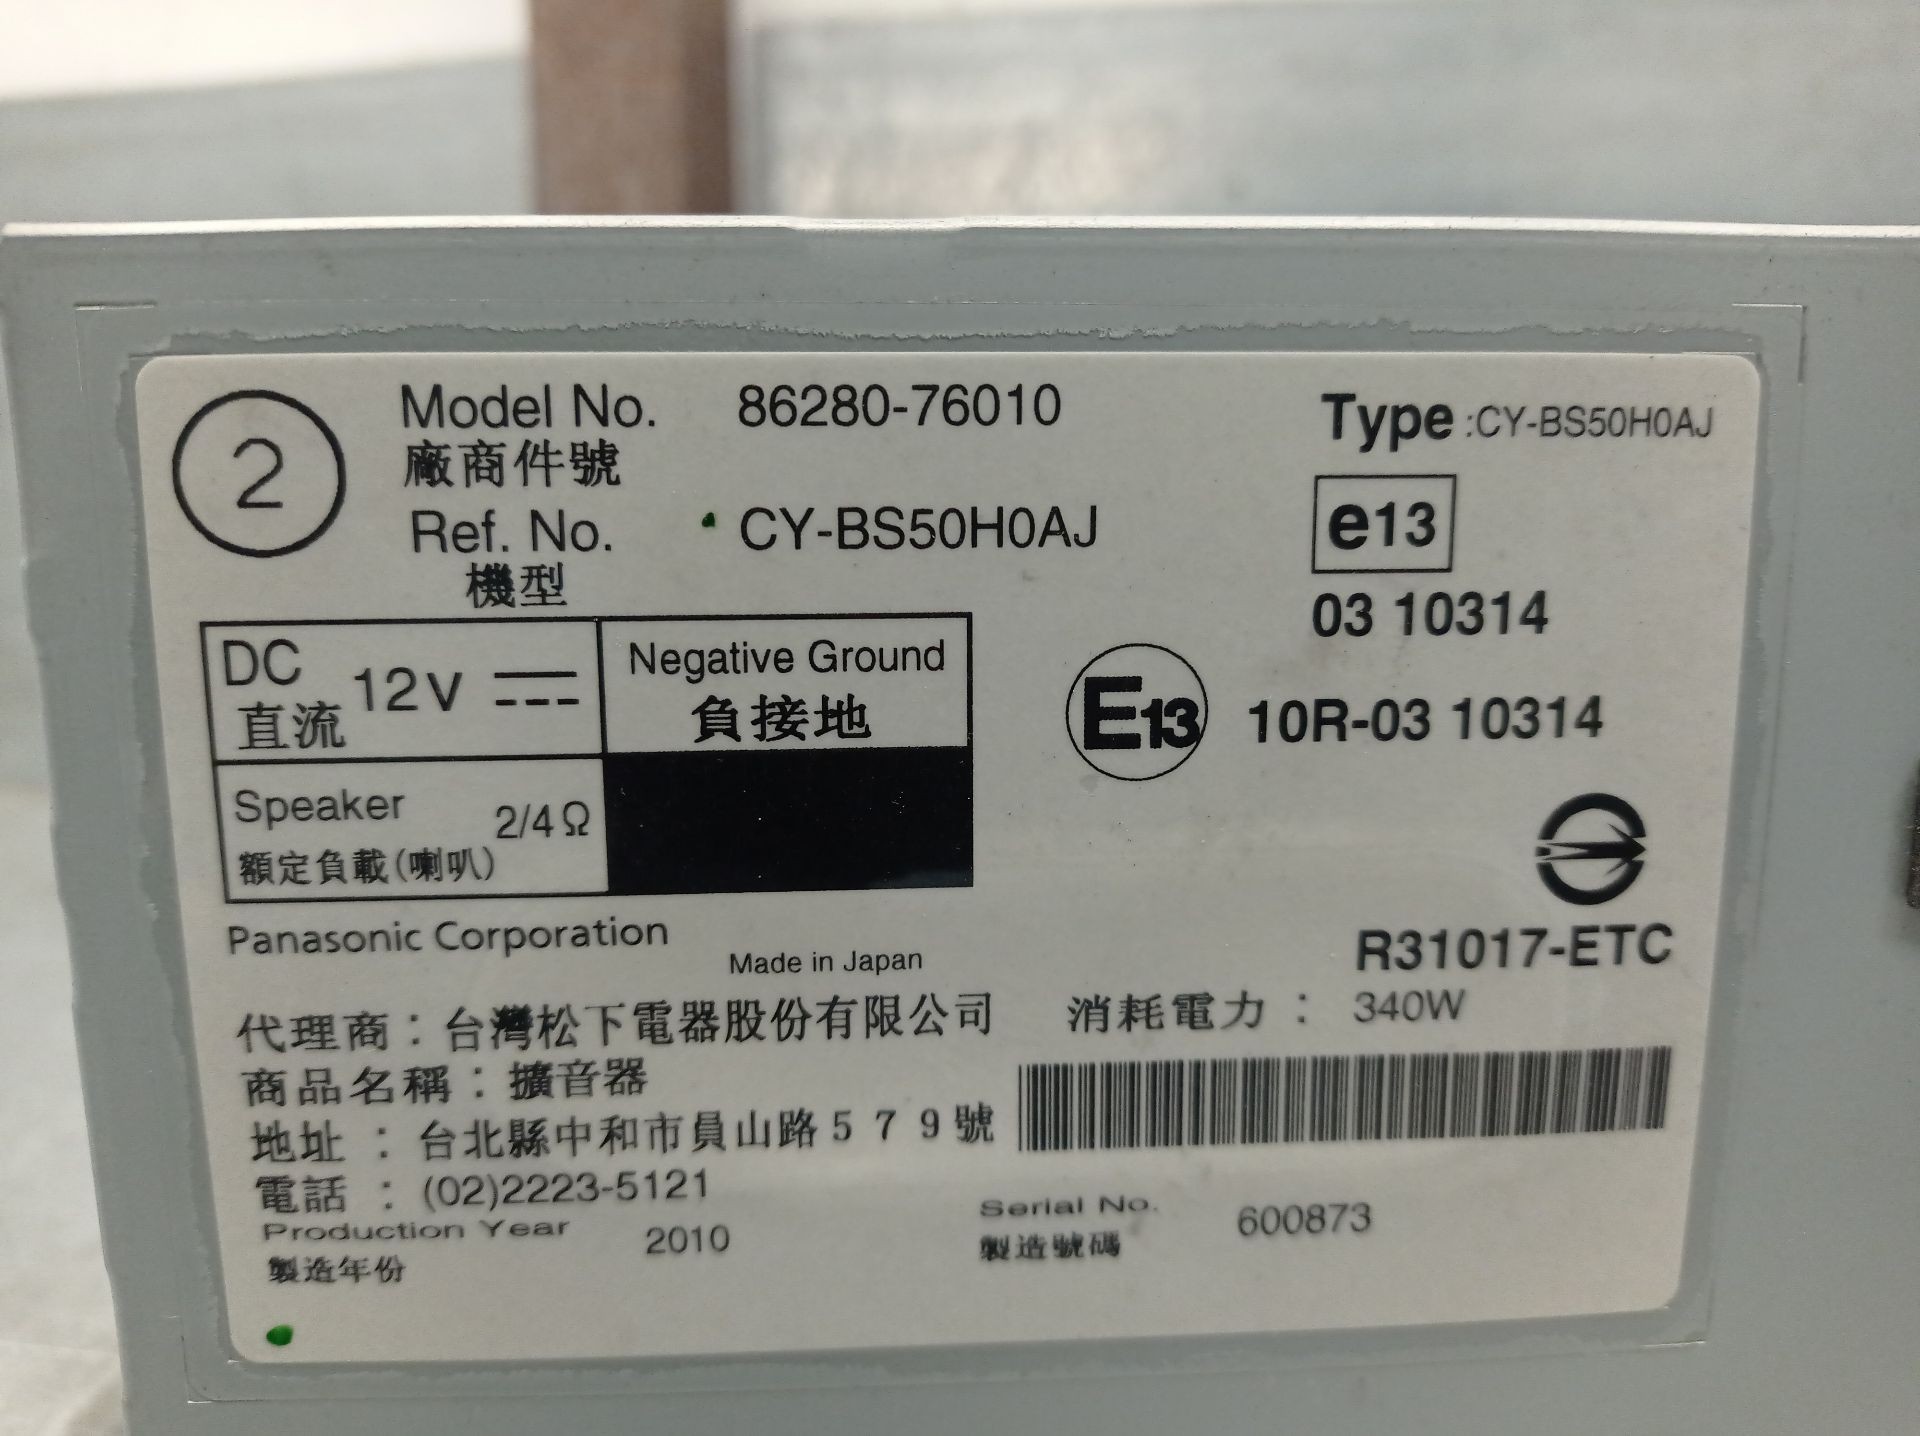 2
Model No. 86280-76010
廠商件號
Ref. No. CY-BS50H0AJ
機型
Type :CY-BS50H0AJ
e13
03 10314
E13 10R-03 10314
DC 12V
直流
Negative Ground
負接地
Speaker 2/4Ω
額定負載(喇叭)
Panasonic Corporation
Made in Japan
R31017-ETC
代理商：台灣松下電器股份有限公司
消耗電力： 340W
商品名稱：擴音器
地址：台北縣中和市員山路579號
電話：(02)2223-5121
Production Year 2010
製造年份
Serial No. 600873
製造號碼